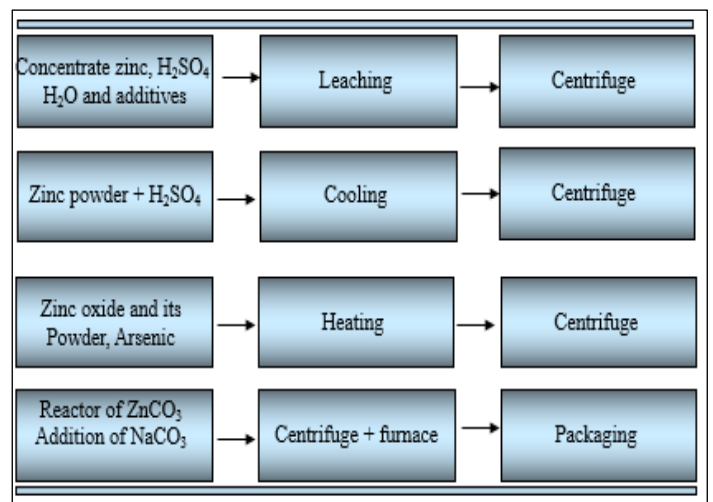 Concentrate zinc, H₂SO₄
H₂O and additives
Leaching
Centrifuge
Zinc powder + H₂SO₄
Cooling
Centrifuge
Zinc oxide and its
Powder, Arsenic
Heating
Centrifuge
Reactor of ZnCO₃
Addition of NaCO₃
Centrifuge + furnace
Packaging